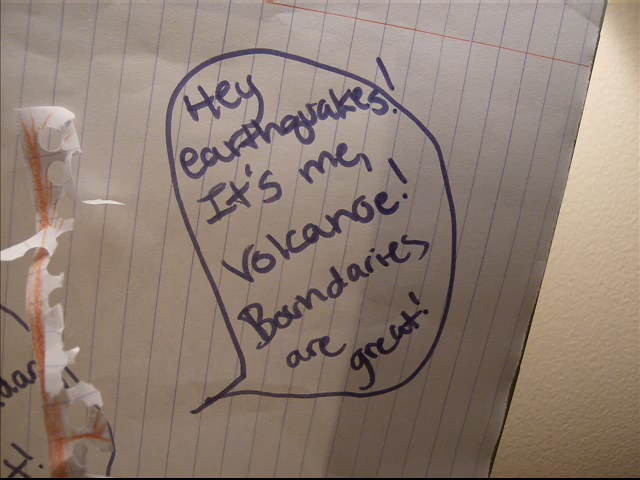 Hey
earthquakes!
It's me,
Volcanoe!
Boundaries
are great!